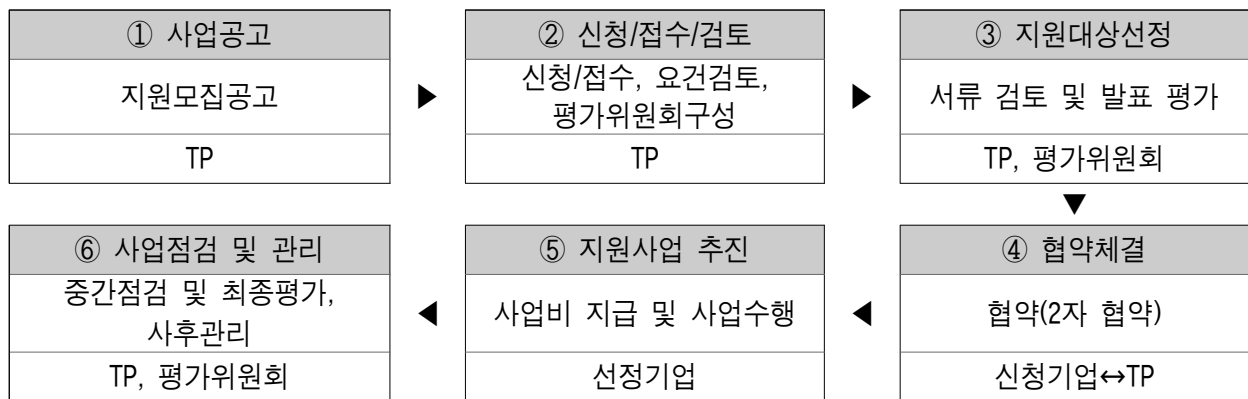 ① 사업공고
지원모집공고
TP
▶
② 신청/접수/검토
신청/접수, 요건검토,
평가위원회구성
TP
▶
③ 지원대상선정
서류 검토 및 발표 평가
TP, 평가위원회
▼
④ 협약체결
협약(2자 협약)
신청기업↔TP
◀
⑤ 지원사업 추진
사업비 지급 및 사업수행
선정기업
◀
⑥ 사업점검 및 관리
중간점검 및 최종평가,
사후관리
TP, 평가위원회